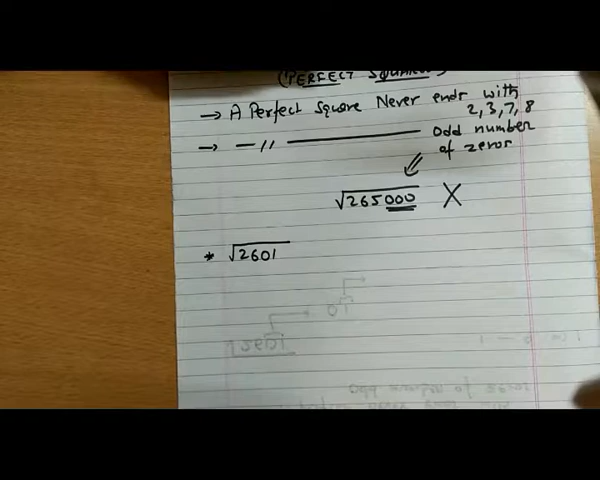 (PERFECT SQUARES)
→ A Perfect Square Never ends with
2, 3, 7, 8
→ —〃 ———— Odd number
of zeros
√265000 X
* √2601